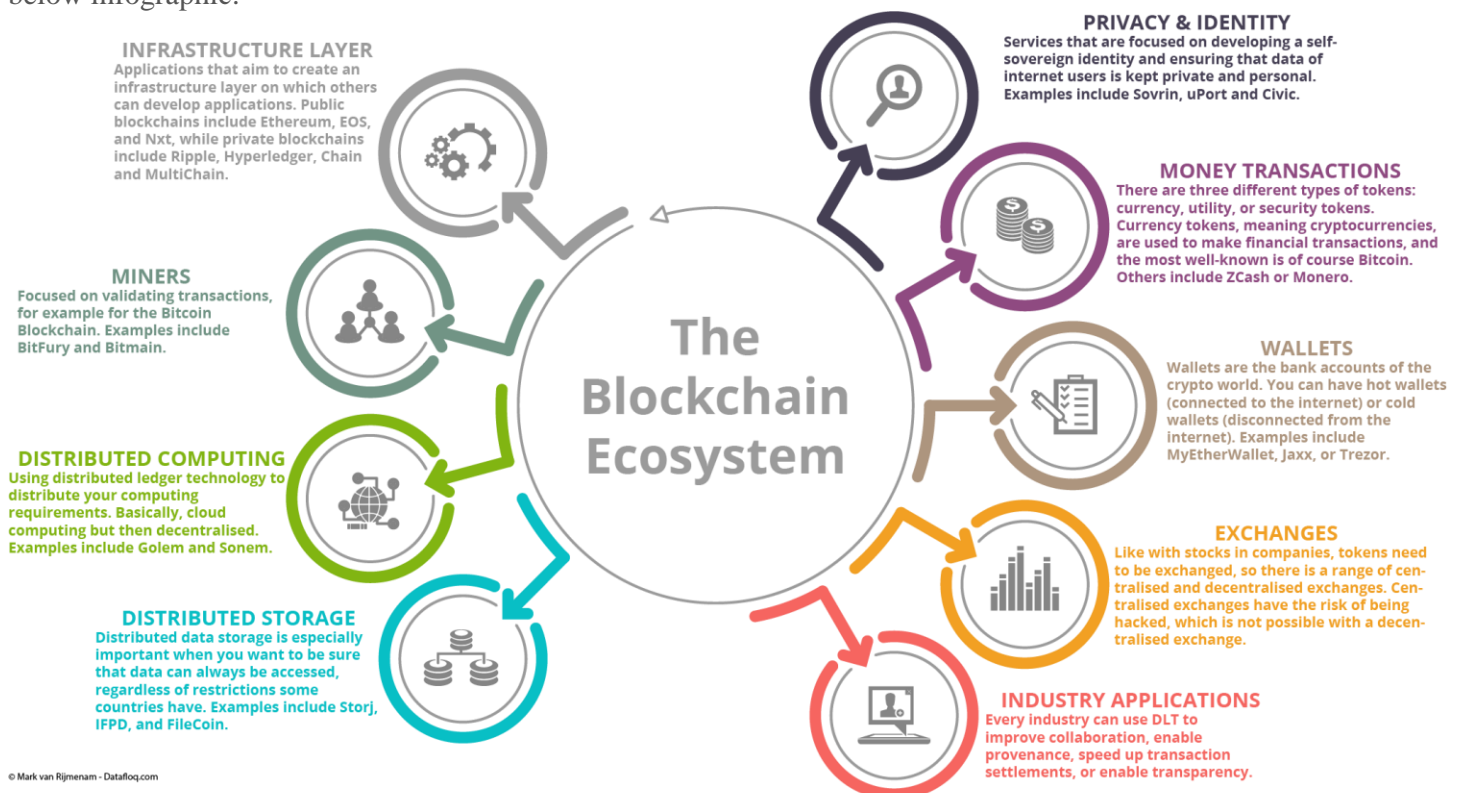 below infographic.
INFRASTRUCTURE LAYER
Applications that aim to create an
infrastructure layer on which others
can develop applications. Public
blockchains include Ethereum, EOS,
and Nxt, while private blockchains
include Ripple, Hyperledger, Chain
and MultiChain.
MINERS
Focused on validating transactions,
for example for the Bitcoin
Blockchain. Examples include
BitFury and Bitmain.
DISTRIBUTED COMPUTING
Using distributed ledger technology to
distribute your computing
requirements. Basically, cloud
computing but then decentralised.
Examples include Golem and Sonem.
DISTRIBUTED STORAGE
Distributed data storage is especially
important when you want to be sure
that data can always be accessed,
regardless of restrictions some
countries have. Examples include Storj,
IFPD, and FileCoin.
The
Blockchain
Ecosystem
PRIVACY & IDENTITY
Services that are focused on developing a self-
sovereign identity and ensuring that data of
internet users is kept private and personal.
Examples include Sovrin, uPort and Civic.
MONEY TRANSACTIONS
There are three different types of tokens:
currency, utility, or security tokens.
Currency tokens, meaning cryptocurrencies,
are used to make financial transactions, and
the most well-known is of course Bitcoin.
Others include ZCash or Monero.
WALLETS
Wallets are the bank accounts of the
crypto world. You can have hot wallets
(connected to the internet) or cold
wallets (disconnected from the
internet). Examples include
MyEtherWallet, Jaxx, or Trezor.
EXCHANGES
Like with stocks in companies, tokens need
to be exchanged, so there is a range of cen-
tralised and decentralised exchanges. Cen-
tralised exchanges have the risk of being
hacked, which is not possible with a decen-
tralised exchange.
INDUSTRY APPLICATIONS
Every industry can use DLT to
improve collaboration, enable
provenance, speed up transaction
settlements, or enable transparency.
© Mark van Rijmenam - Datafloq.com